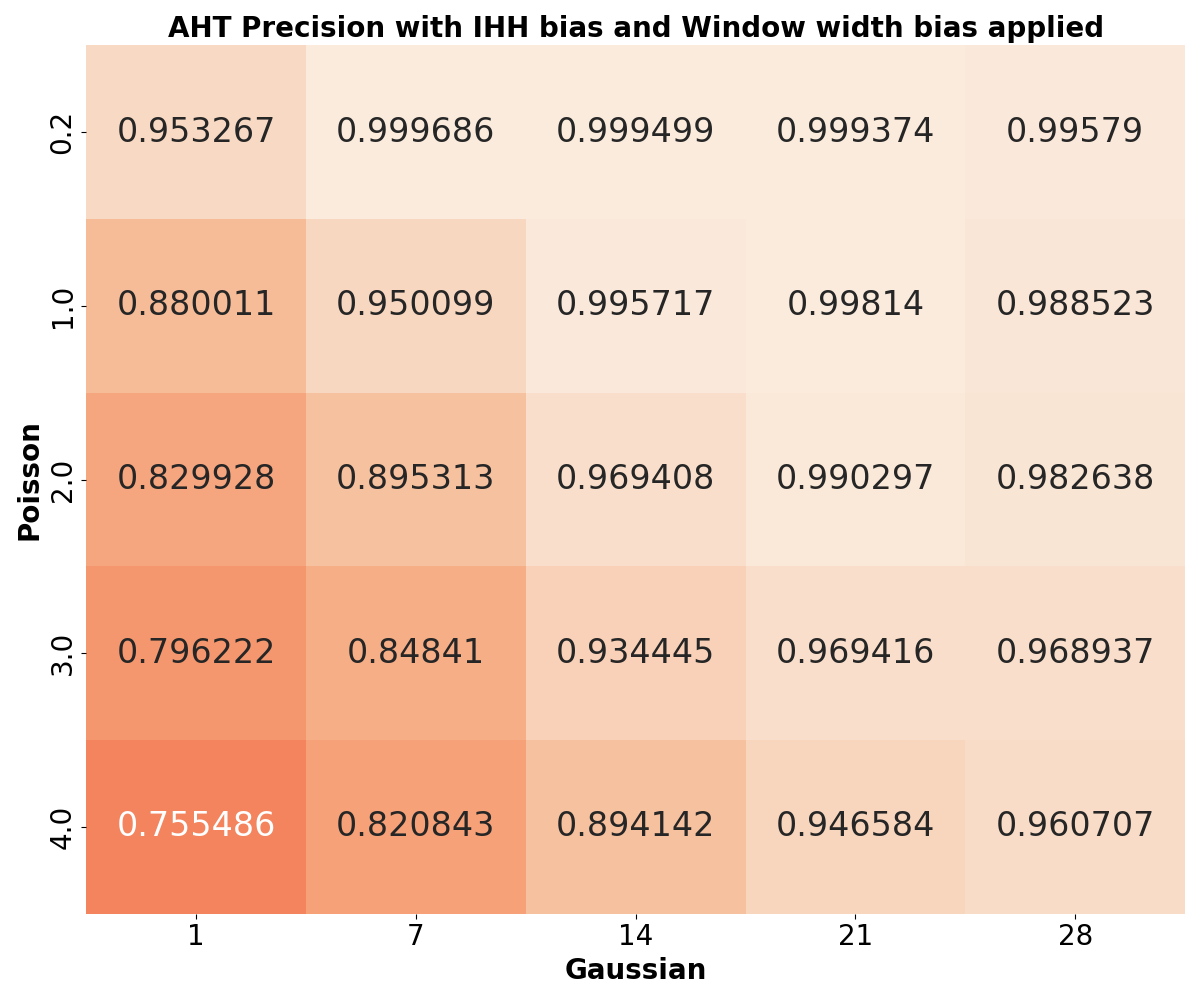 AHT Precision with IHH bias and Window width bias applied
0.2 0.953267 0.999686 0.999499 0.999374 0.99579
1.0 0.880011 0.950099 0.995717 0.99814 0.988523
2.0 0.829928 0.895313 0.969408 0.990297 0.982638
3.0 0.796222 0.84841 0.934445 0.969416 0.968937
4.0 0.755486 0.820843 0.894142 0.946584 0.960707
Poisson
1 7 14 21 28
Gaussian